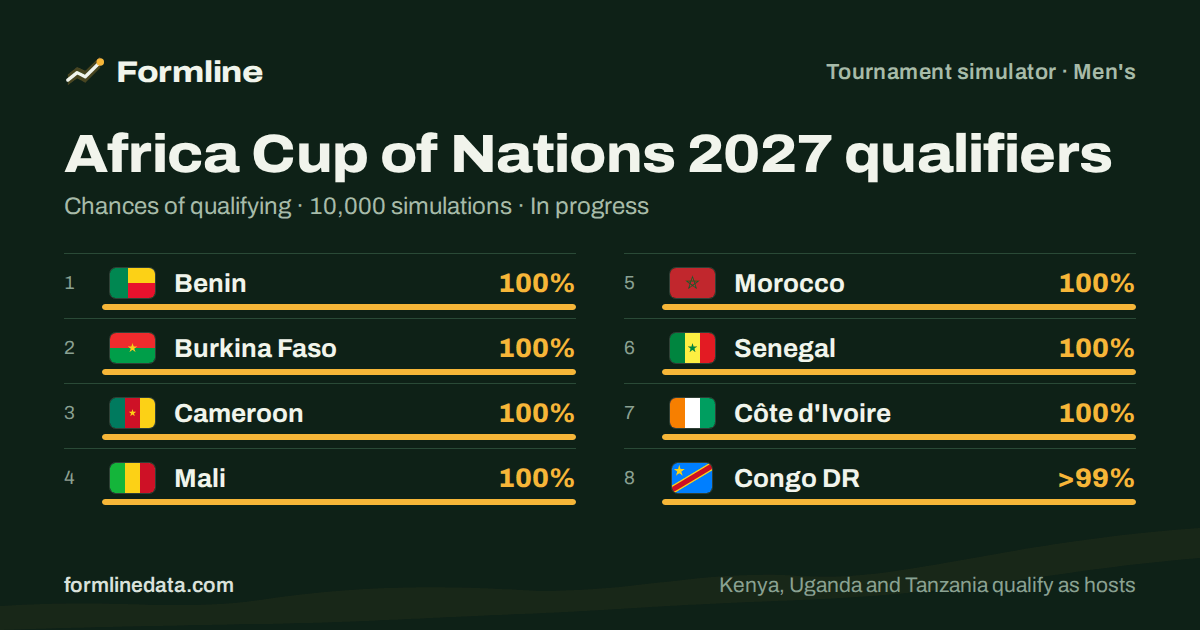 Formline
Tournament simulator · Men's
Africa Cup of Nations 2027 qualifiers
Chances of qualifying · 10,000 simulations · In progress
1 Benin 100%
2 Burkina Faso 100%
3 Cameroon 100%
4 Mali 100%
5 Morocco 100%
6 Senegal 100%
7 Côte d'Ivoire 100%
8 Congo DR >99%
formlinedata.com
Kenya, Uganda and Tanzania qualify as hosts